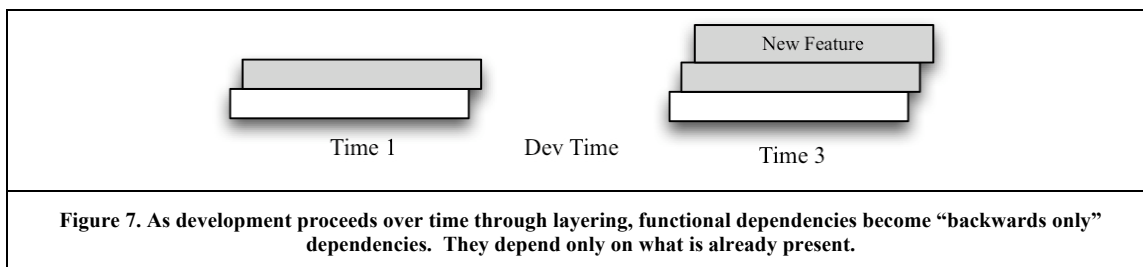 New Feature
Time 1
Dev Time
Time 3
Figure 7. As development proceeds over time through layering, functional dependencies become “backwards only”
dependencies.  They depend only on what is already present.